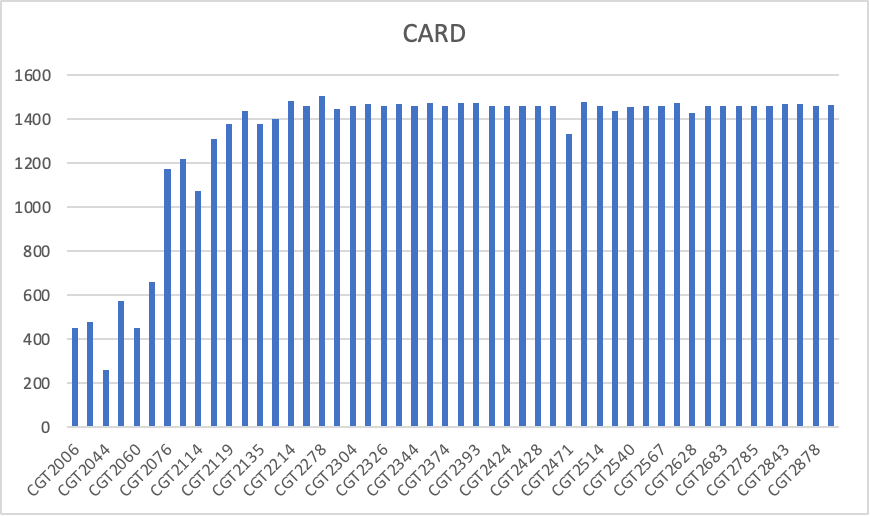 CARD
1600
1400
1200
1000
800
600
400
200
0
CGT2006
CGT2044
CGT2060
CGT2076
CGT2114
CGT2119
CGT2135
CGT2214
CGT2278
CGT2304
CGT2326
CGT2344
CGT2374
CGT2393
CGT2424
CGT2428
CGT2471
CGT2514
CGT2540
CGT2567
CGT2628
CGT2683
CGT2785
CGT2843
CGT2878